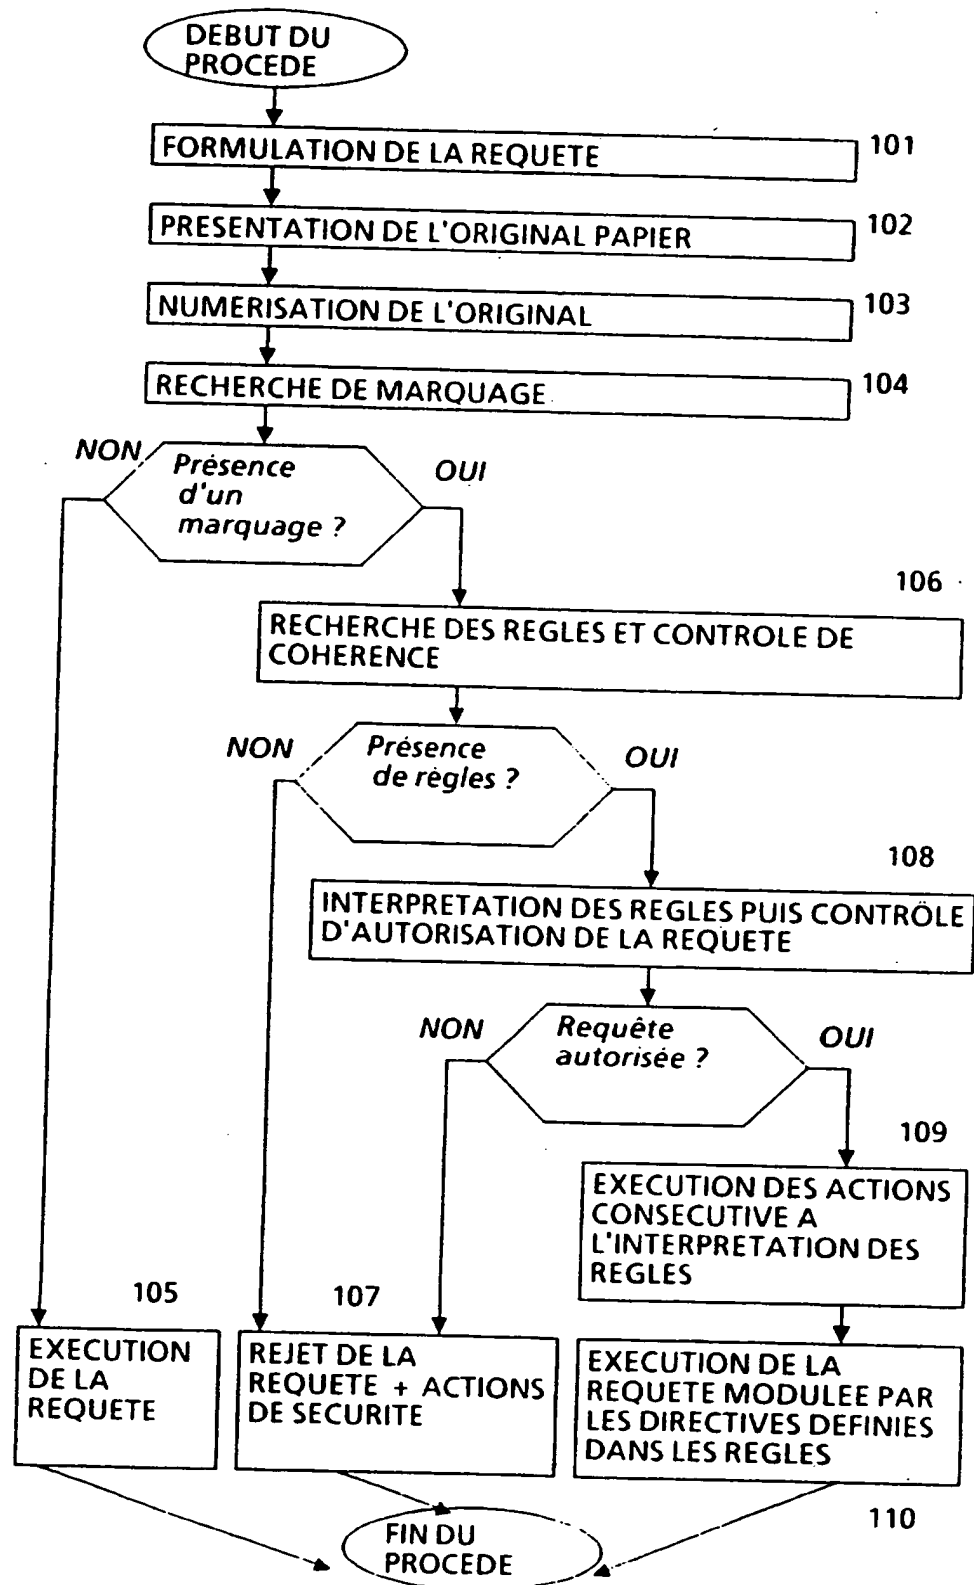 DEBUT DU
PROCEDE
FORMULATION DE LA REQUETE
101
PRESENTATION DE L'ORIGINAL PAPIER
102
NUMERISATION DE L'ORIGINAL
103
RECHERCHE DE MARQUAGE
104
NON
Présence
d'un
marquage ?
OUI
106
RECHERCHE DES REGLES ET CONTROLE DE
COHERENCE
NON
Présence
de règles ?
OUI
108
INTERPRETATION DES REGLES PUIS CONTRÔLE
D'AUTORISATION DE LA REQUETE
NON
Requête
autorisée ?
OUI
109
EXECUTION DES ACTIONS
CONSECUTIVE A
L'INTERPRETATION DES
REGLES
105
EXECUTION
DE LA
REQUETE
107
REJET DE LA
REQUETE + ACTIONS
DE SECURITE
EXECUTION DE LA
REQUETE MODULEE PAR
LES DIRECTIVES DEFINIES
DANS LES REGLES
110
FIN DU
PROCEDE